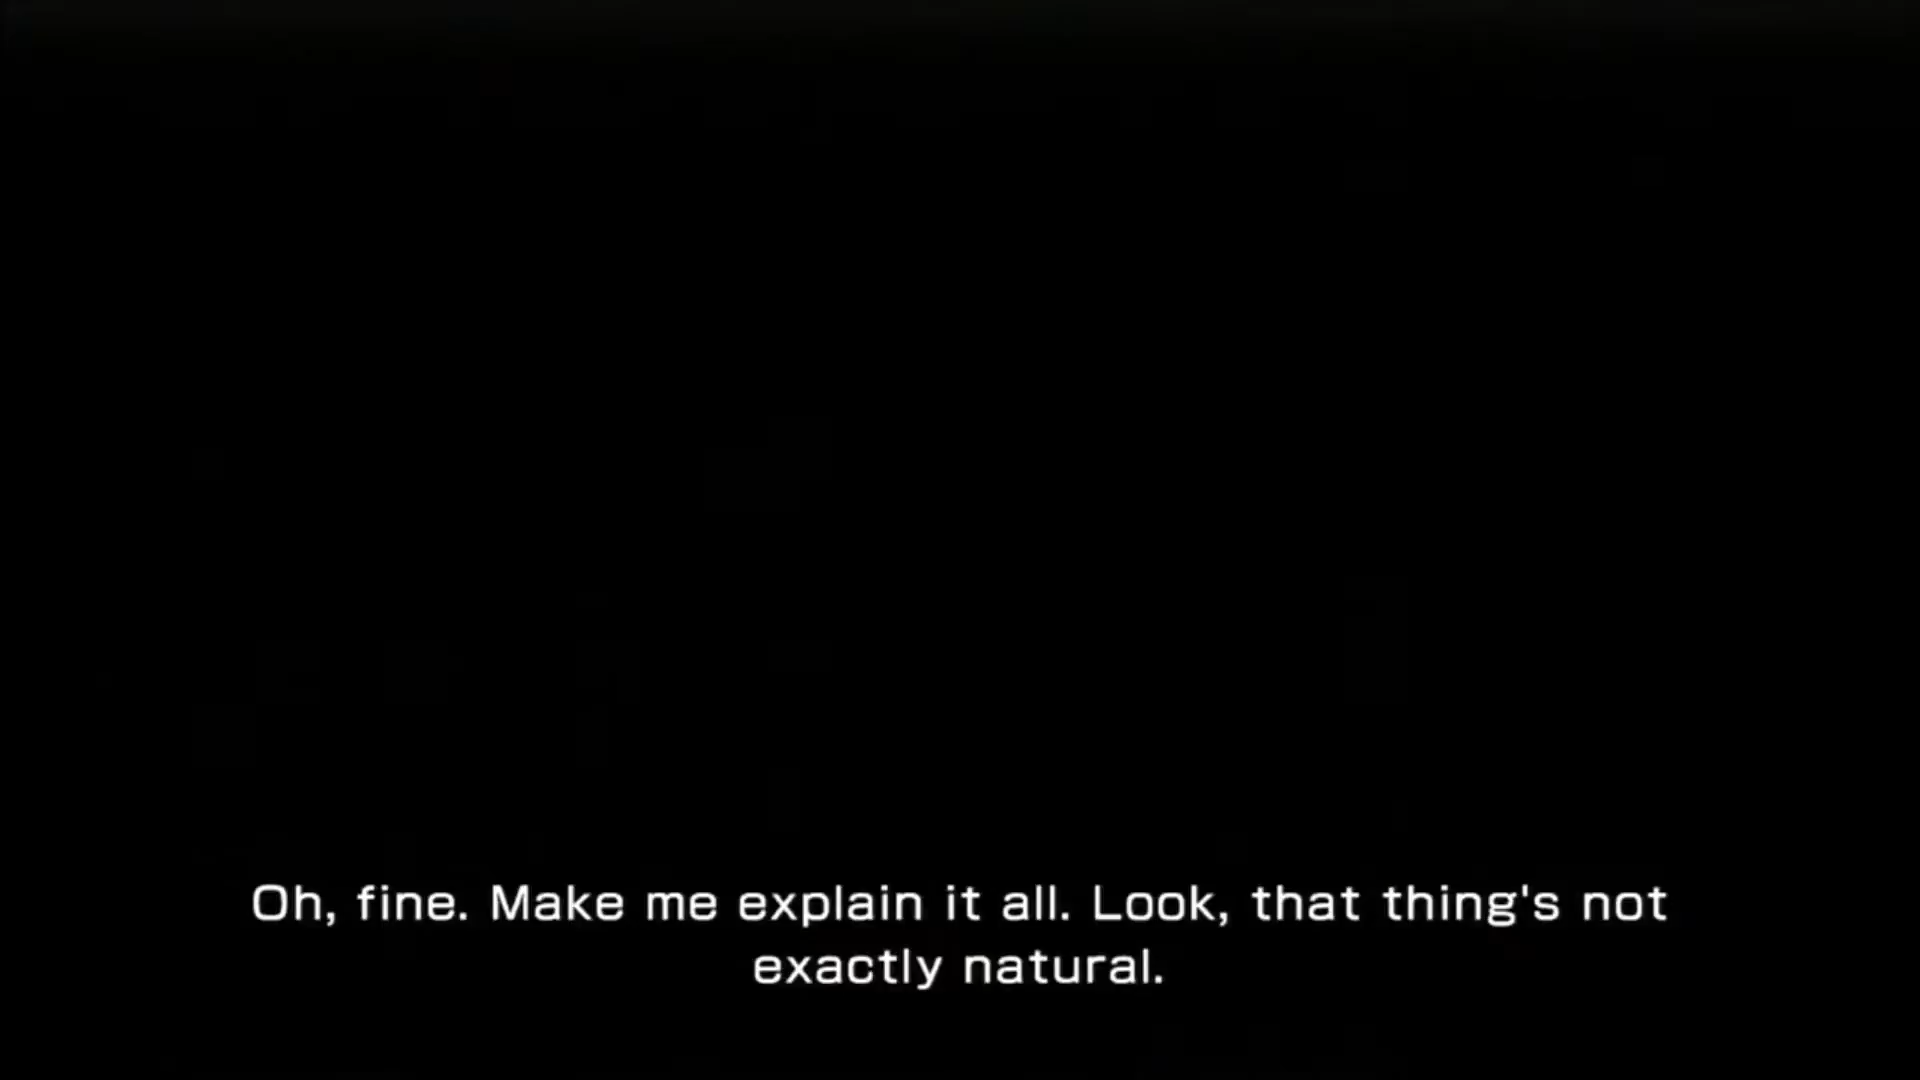 Oh, fine. Make me explain it all. Look, that thing's not
exactly natural.